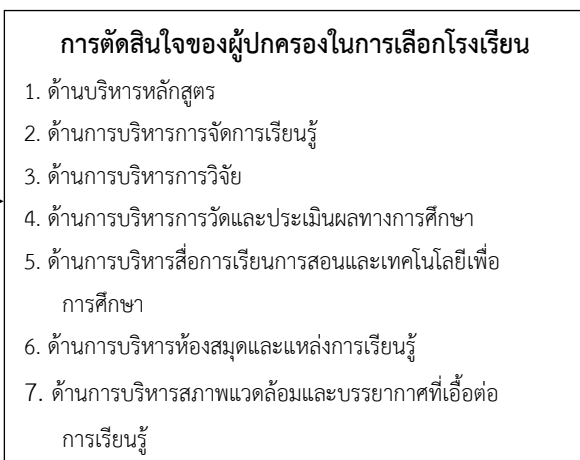 การตัดสินใจของผู้ปกครองในการเลือกโรงเรียน
1. ด้านบริหารหลักสูตร
2. ด้านการบริหารการจัดการเรียนรู้
3. ด้านการบริหารการวิจัย
4. ด้านการบริหารการวัดและประเมินผลทางการศึกษา
5. ด้านการบริหารสื่อการเรียนการสอนและเทคโนโลยีเพื่อ
การศึกษา
6. ด้านการบริหารห้องสมุดและแหล่งการเรียนรู้
7. ด้านการบริหารสภาพแวดล้อมและบรรยากาศที่เอื้อต่อ
การเรียนรู้